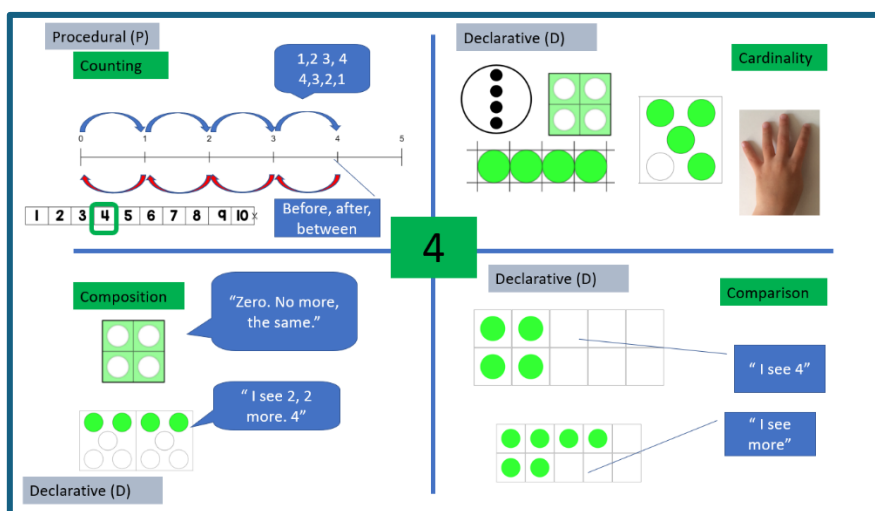 Procedural (P)
Counting
1,2 3, 4
4,3,2,1
0 1 2 3 4 5
1 2 3 4 5 6 7 8 9 10
Before, after,
between
Declarative (D)
Cardinality
4
Composition
“Zero. No more,
the same.”
“ I see 2, 2
more. 4”
Declarative (D)
Declarative (D)
Comparison
“ I see 4”
“ I see
more”